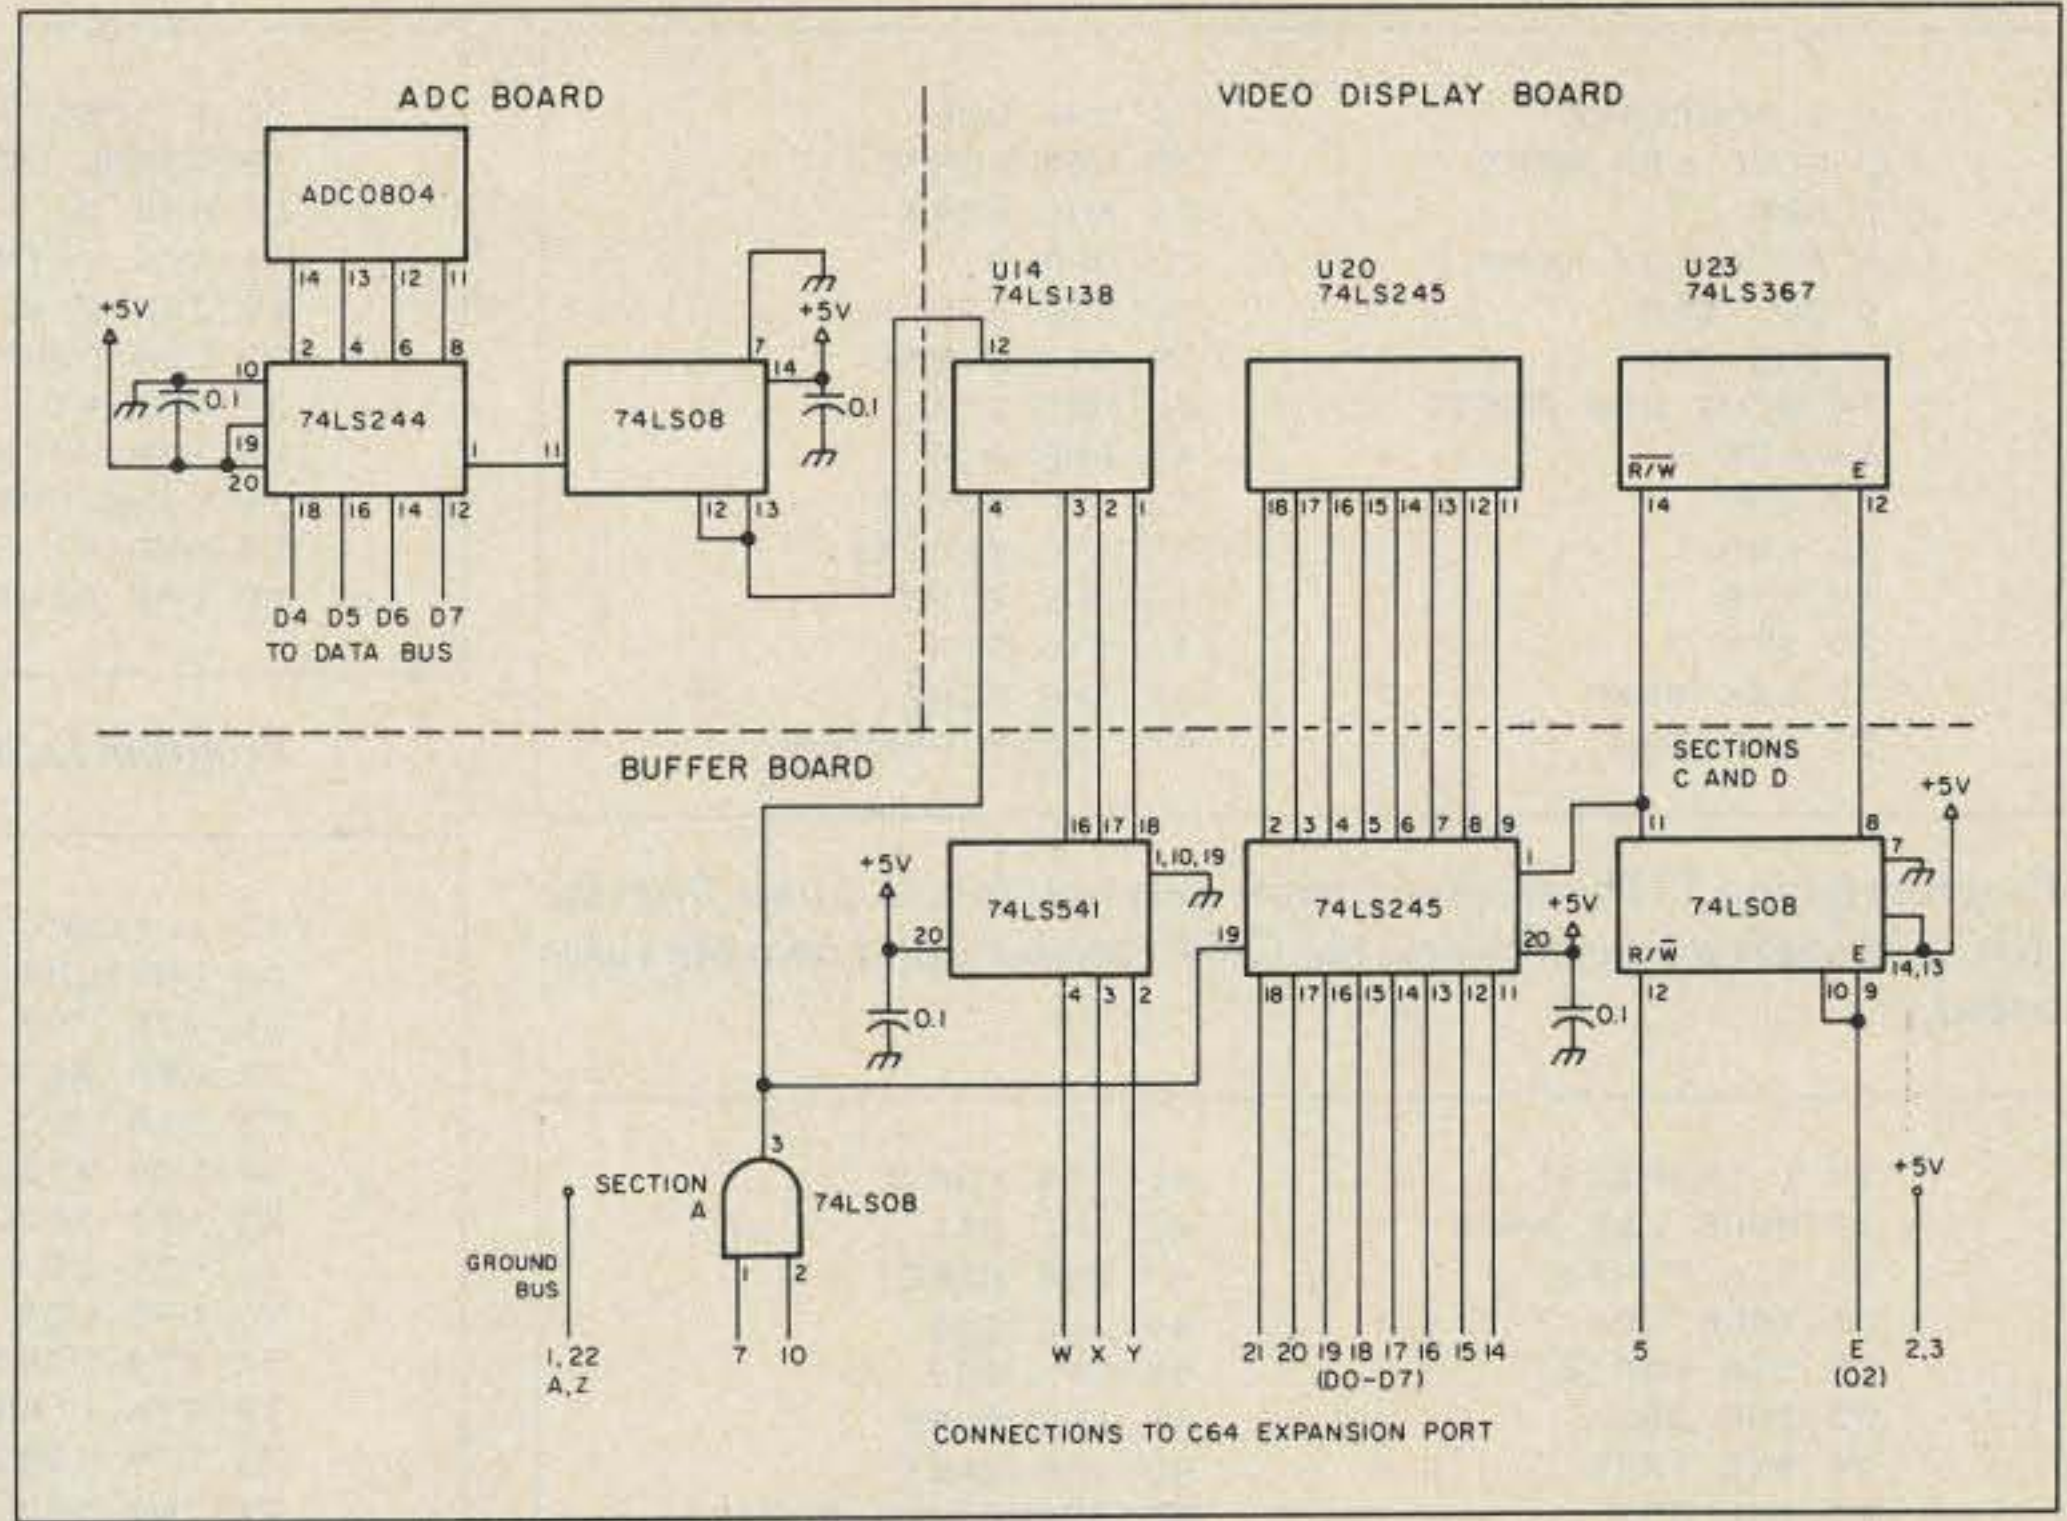 ADC BOARD
VIDEO DISPLAY BOARD
ADC0804
14 13 12 11
+5V
2 4 6 8
10
0.1
74LS244
19
20
1
18 16 14 12
D4 D5 D6 D7
TO DATA BUS
11
74LS08
7
14
+5V
0.1
12 13
U14
74LS138
12
4 3 2 1
U20
74LS245
18 17 16 15 14 13 12 11
U23
74LS367
R/W E
14 12
BUFFER BOARD
SECTIONS
C AND D
+5V
16 17 18
1,10,19
+5V
20
74LS541
0.1
4 3 2
2 3 4 5 6 7 8 9
1
74LS245
19
20
+5V
0.1
18 17 16 15 14 13 12 11
11 8
7
74LS08
R/W̅ E
14,13
12 10 9
3
SECTION
A
74LS08
1 2
GROUND
BUS
+5V
1,22
A,Z
7 10
W X Y
21 20 19 18 17 16 15 14
(D0-D7)
5
E
(02)
2,3
CONNECTIONS TO C64 EXPANSION PORT